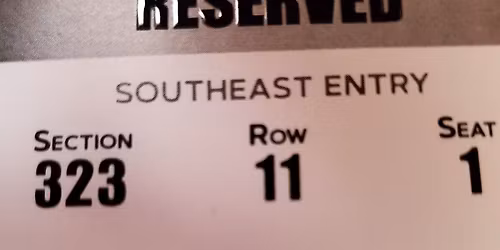 RESERVED
SOUTHEAST ENTRY
SECTION ROW SEAT
323 11 1